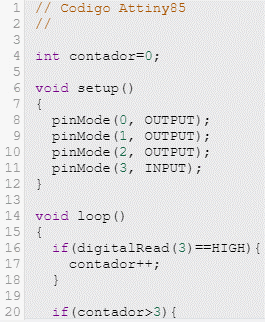 1 // Codigo Attiny85
2 //
3
4 int contador=0;
5
6 void setup()
7 {
8   pinMode(0, OUTPUT);
9   pinMode(1, OUTPUT);
10   pinMode(2, OUTPUT);
11   pinMode(3, INPUT);
12 }
13
14 void loop()
15 {
16   if(digitalRead(3)==HIGH){
17     contador++;
18   }
19
20   if(contador>3){